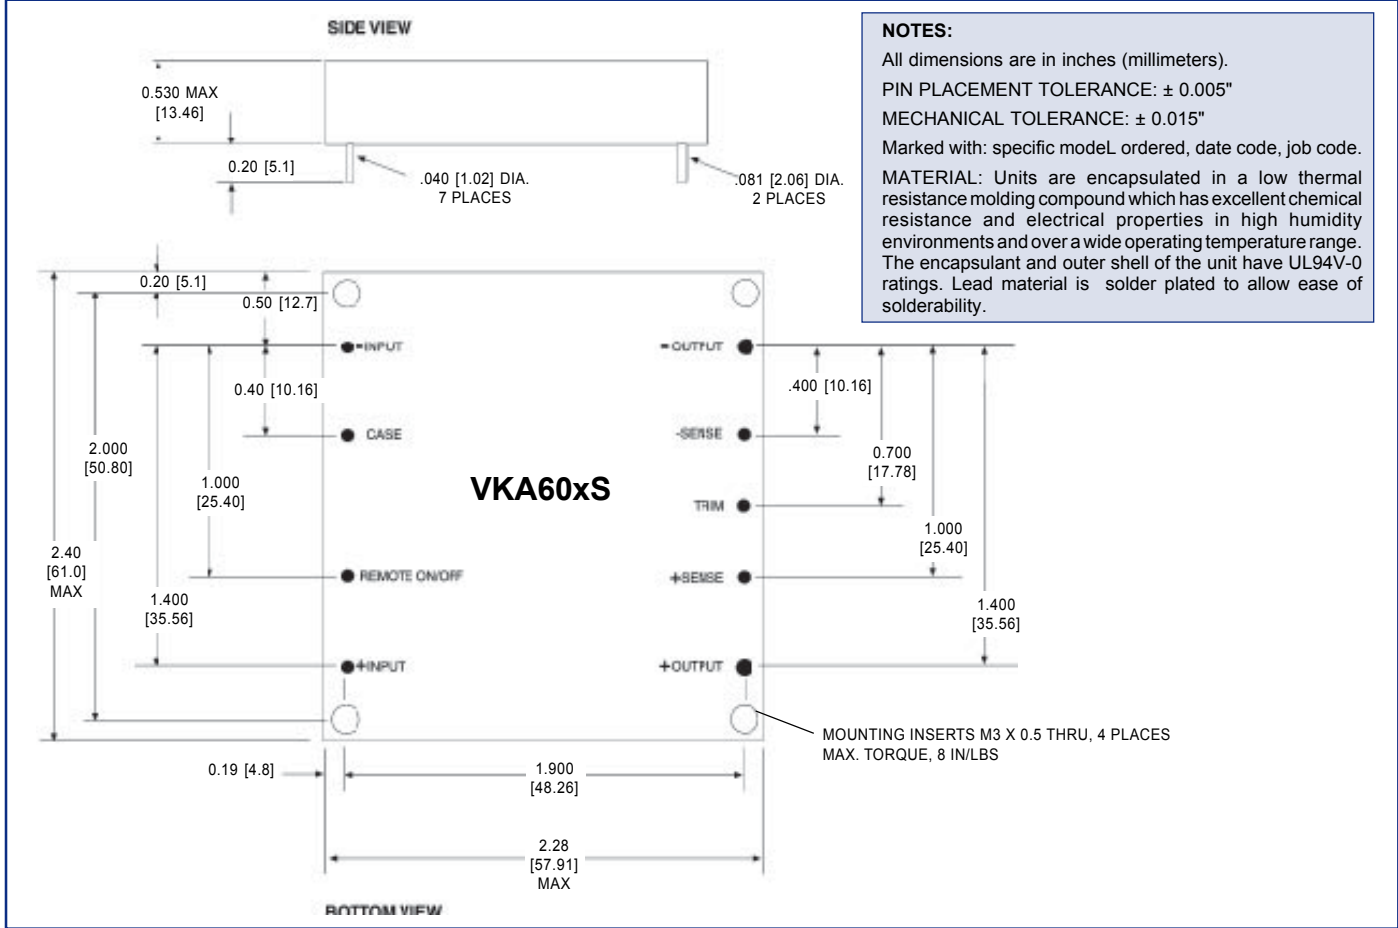 SIDE VIEW
0.530 MAX
[13.46]
0.20 [5.1]
.040 [1.02] DIA.
7 PLACES
.081 [2.06] DIA.
2 PLACES
NOTES:
All dimensions are in inches (millimeters).
PIN PLACEMENT TOLERANCE: ± 0.005"
MECHANICAL TOLERANCE: ± 0.015"
Marked with: specific modeL ordered, date code, job code.
MATERIAL: Units are encapsulated in a low thermal
resistance molding compound which has excellent chemical
resistance and electrical properties in high humidity
environments and over a wide operating temperature range.
The encapsulant and outer shell of the unit have UL94V-0
ratings. Lead material is solder plated to allow ease of
solderability.
0.20 [5.1]
0.50 [12.7]
-INPUT
-OUTPUT
0.40 [10.16]
.400 [10.16]
CASE
-SENSE
2.000
[50.80]
0.700
[17.78]
1.000
[25.40]
VKA60xS
TRIM
1.000
[25.40]
2.40
[61.0]
MAX
REMOTE ON/OFF
+SENSE
1.400
[35.56]
1.400
[35.56]
+INPUT
+OUTPUT
MOUNTING INSERTS M3 X 0.5 THRU, 4 PLACES
MAX. TORQUE, 8 IN/LBS
0.19 [4.8]
1.900
[48.26]
2.28
[57.91]
MAX
BOTTOM VIEW